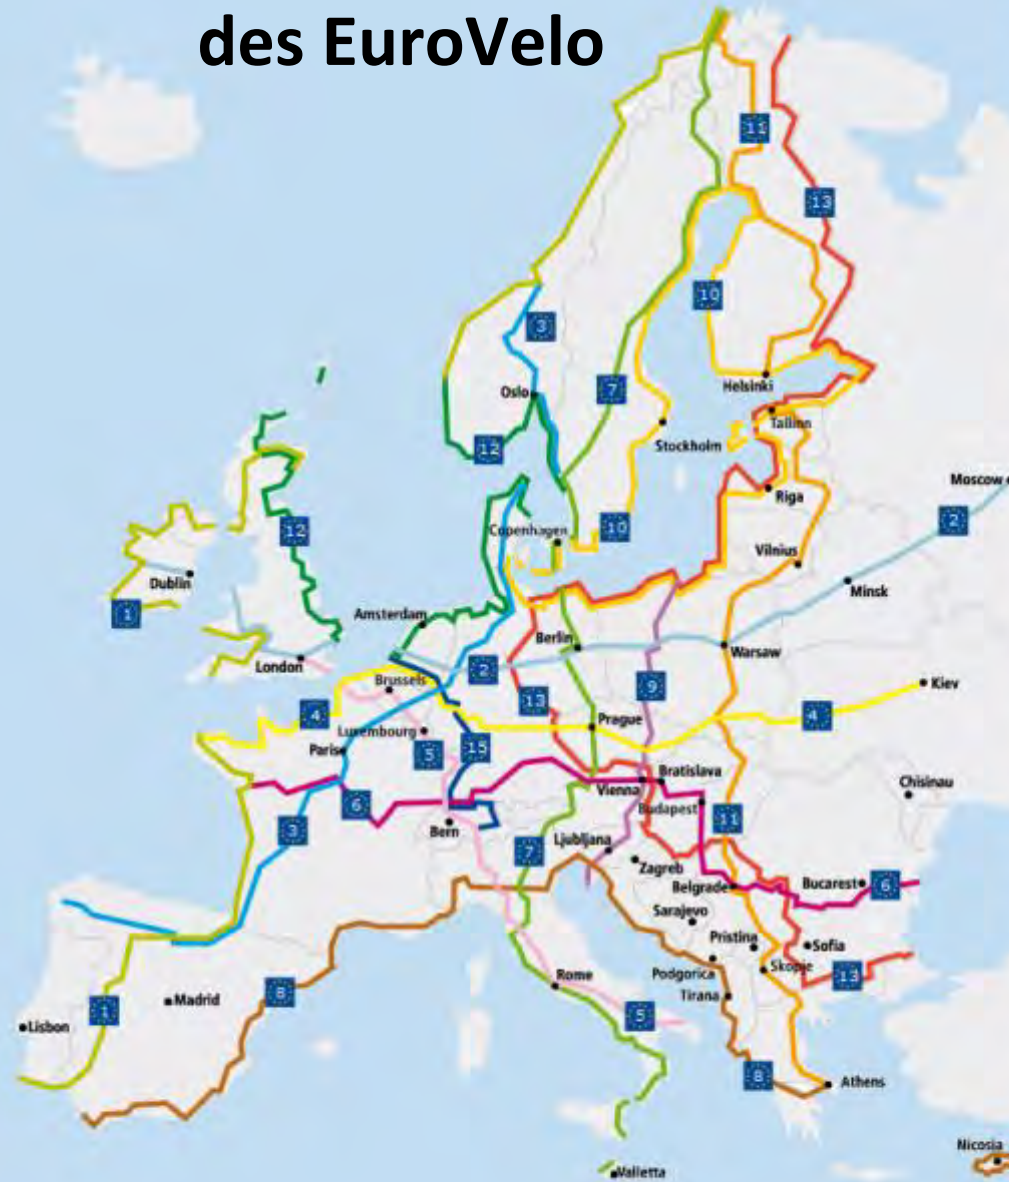 des EuroVelo
11
13
10
3
Oslo
7
Helsinki
12
Tallinn
Stockholm
Moscow
Riga
12
Copenhagen
10
2
Vilnius
Dublin
Minsk
1
Amsterdam
Berlin
Warsaw
London
2
Brussels
9
Kiev
4
13
4
Prague
Luxembourg
Paris
5
15
Bratislava
Vienna
Chisinau
6
Budapest
3
Bern
11
7
Ljubljana
Zagreb
Belgrade
Bucarest
6
Sarajevo
Pristina
Sofia
Podgorica
Skopje
13
Rome
8
Madrid
Tirana
1
Lisbon
5
8
Athens
Nicosia
Valletta